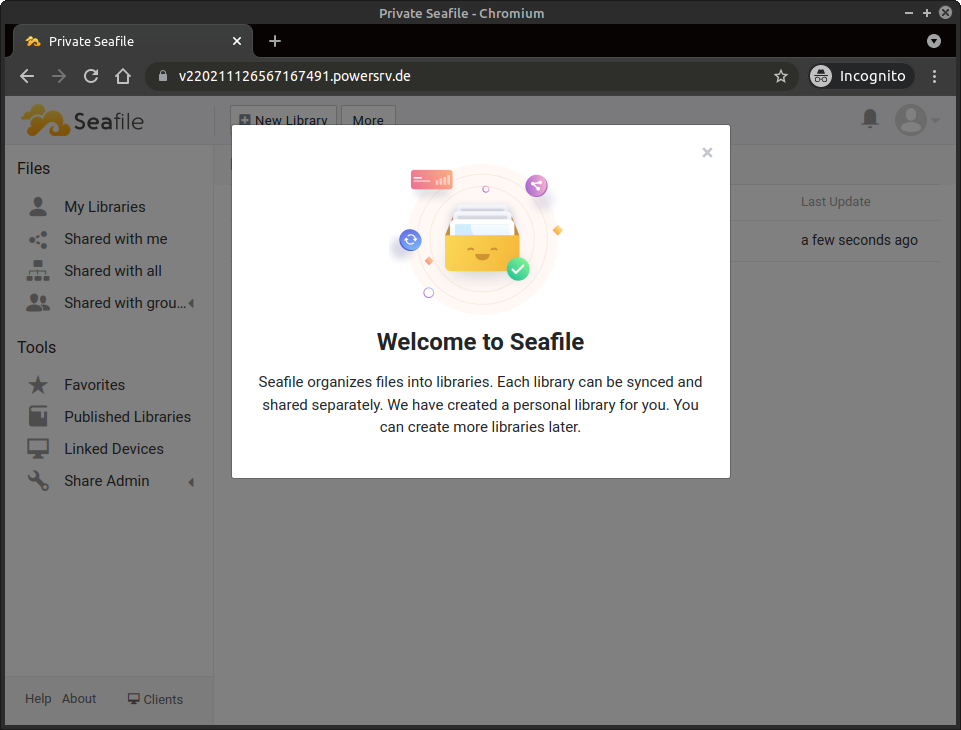 Private Seafile - Chromium
Private Seafile
v220211126567167491.powersrv.de
Incognito
Seafile
New Library
More
Files
My Libraries
Shared with me
Shared with all
Shared with grou...
Tools
Favorites
Published Libraries
Linked Devices
Share Admin
Help
About
Clients
Last Update
a few seconds ago
Welcome to Seafile
Seafile organizes files into libraries. Each library can be synced and
shared separately. We have created a personal library for you. You
can create more libraries later.